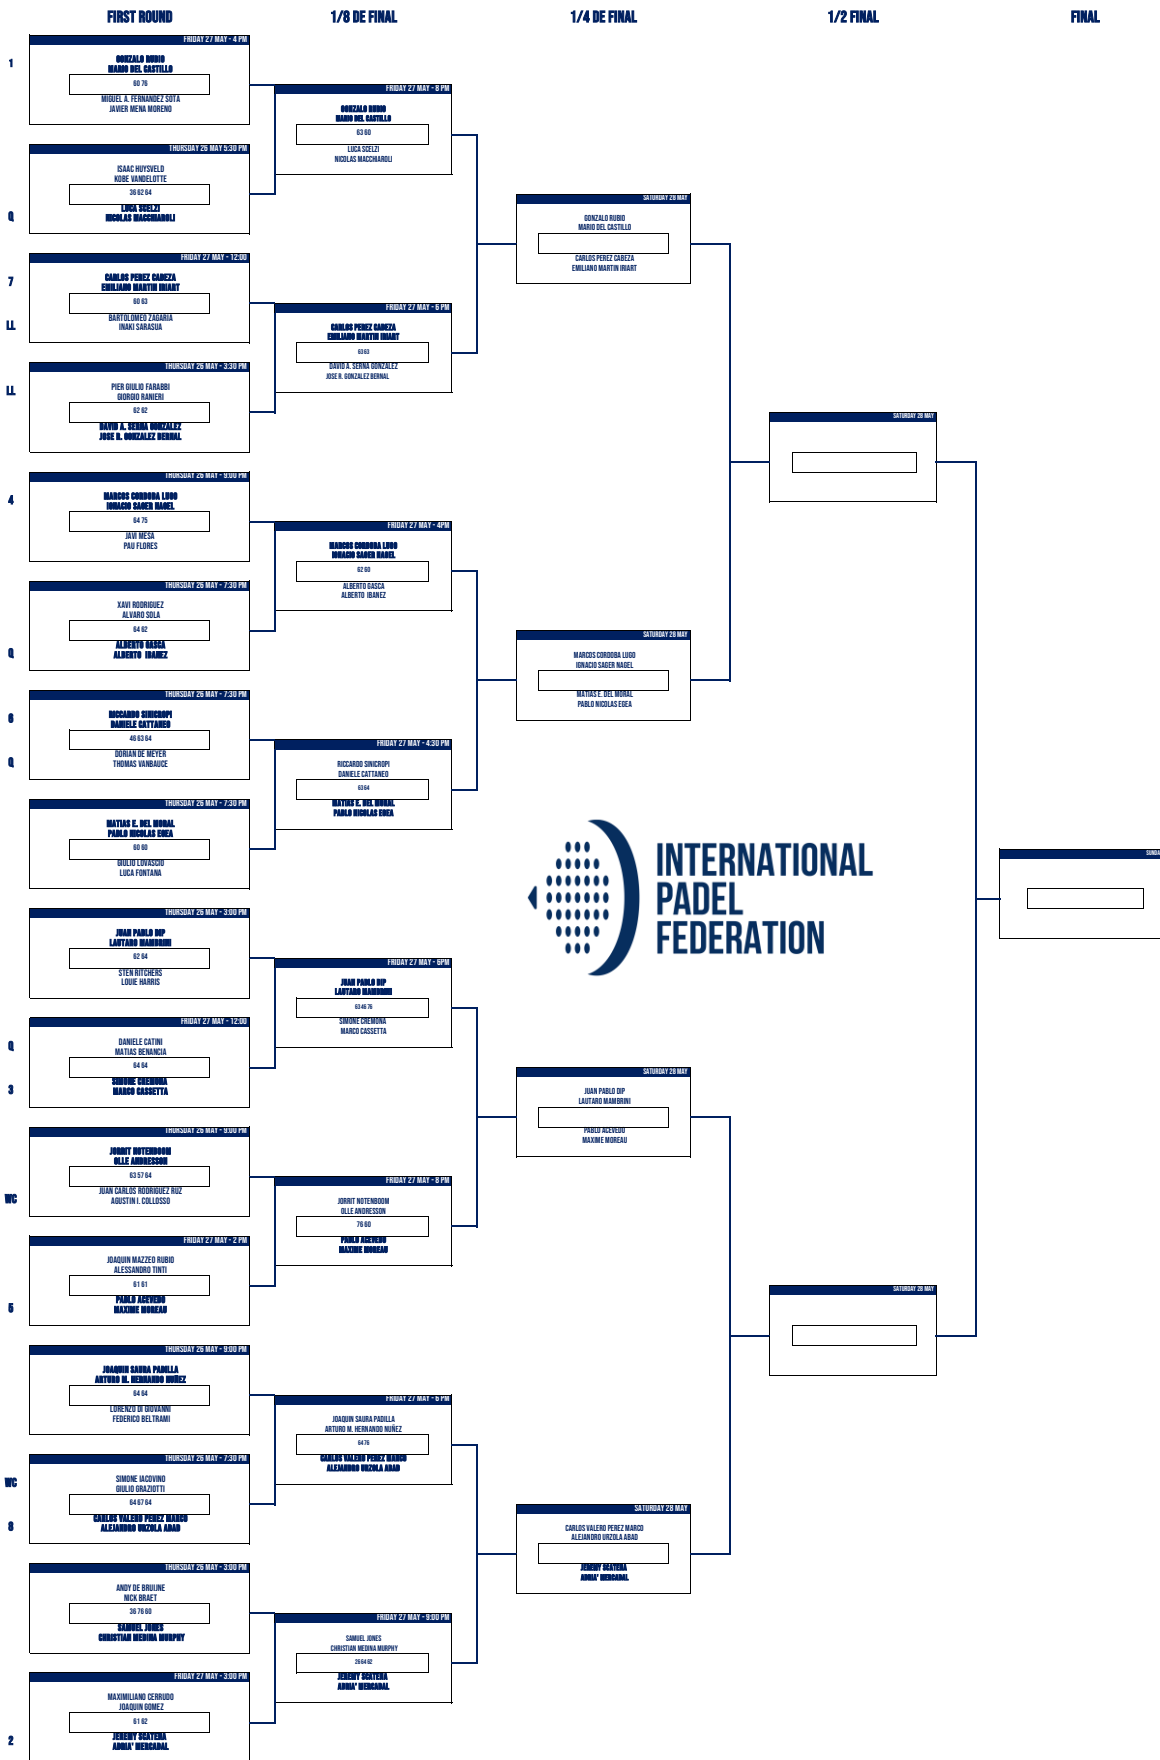 FIRST ROUND
1/8 DE FINAL
1/4 DE FINAL
1/2 FINAL
FINAL
FRIDAY 27 MAY - 4 PM
1
GONZALO RUBIO
MARIO DEL CASTILLO
60 76
MIGUEL A. FERNANDEZ SOTA
JAVIER MENA MORENO
THURSDAY 26 MAY 5:30 PM
ISAAC HUYSVELD
KOBE VANDELOTTE
36 62 64
Q
LUCA SCELZI
NICOLAS MACCHIAROLI
FRIDAY 27 MAY - 12:00
7
CARLOS PEREZ CABEZA
EMILIANO MARTIN IRIART
60 63
LL
BARTOLOMEO ZAGARIA
INAKI SARASUA
THURSDAY 26 MAY - 3:30 PM
LL
PIER GIULIO FARABBI
GIORGIO RANIERI
62 62
DAVID A. SERNA GONZALEZ
JOSE R. GONZALEZ BERNAL
THURSDAY 26 MAY - 9:00 PM
4
MARCOS CORDOBA LUGO
IGNACIO SAGER NAGEL
64 75
JAVI MESA
PAU FLORES
THURSDAY 26 MAY - 7:30 PM
XAVI RODRIGUEZ
ALVARO SOLA
64 62
Q
ALBERTO GASCA
ALBERTO IBANEZ
THURSDAY 26 MAY - 7:30 PM
6
RICCARDO SINICROPI
DANIELE CATTANEO
46 63 64
Q
DORIAN DE MEYER
THOMAS VANBAUCE
THURSDAY 26 MAY - 7:30 PM
MATIAS E. DEL MORAL
PABLO NICOLAS EGEA
60 60
GIULIO LOVASCIO
LUCA FONTANA
THURSDAY 26 MAY - 3:00 PM
JUAN PABLO DIP
LAUTARO MAMBRINI
62 64
STEN RITCHERS
LOUIE HARRIS
FRIDAY 27 MAY - 12:00
Q
DANIELE CATINI
MATIAS BENANCIA
64 64
3
SIMONE CREMONA
MARCO CASSETTA
THURSDAY 26 MAY - 9:00 PM
JORRIT NOTENBOOM
OLLE ANDRESSON
63 57 64
WC
JUAN CARLOS RODRIGUEZ RUZ
AGUSTIN I. COLLOSSO
FRIDAY 27 MAY - 2 PM
JOAQUIN MAZZEO RUBIO
ALESSANDRO TINTI
61 61
5
PABLO ACEVEDO
MAXIME MOREAU
THURSDAY 26 MAY - 9:00 PM
JOAQUIN SAURA PADILLA
ARTURO M. HERNANDO NUÑEZ
64 64
LORENZO DI GIOVANNI
FEDERICO BELTRAMI
THURSDAY 26 MAY - 7:30 PM
WC
SIMONE IACOVINO
GIULIO GRAZIOTTI
64 67 64
8
CARLOS VALERO PEREZ MARCO
ALEJANDRO URZOLA ABAD
THURSDAY 26 MAY - 3:00 PM
ANDY DE BRULINE
NICK BRAET
36 76 60
SAMUEL JONES
CHRISTIAN MEDINA MURPHY
FRIDAY 27 MAY - 3:00 PM
MAXIMILIANO CERRUDO
JOAQUIN GOMEZ
61 62
2
JEREMY SCATENA
ADRIA' MERCADAL
FRIDAY 27 MAY - 8 PM
GONZALO RUBIO
MARIO DEL CASTILLO
63 60
LUCA SCELZI
NICOLAS MACCHIAROLI
FRIDAY 27 MAY - 6 PM
CARLOS PEREZ CABEZA
EMILIANO MARTIN IRIART
63 63
DAVID A. SERNA GONZALEZ
JOSE R. GONZALEZ BERNAL
FRIDAY 27 MAY - 4PM
MARCOS CORDOBA LUGO
IGNACIO SAGER NAGEL
62 60
ALBERTO GASCA
ALBERTO IBANEZ
FRIDAY 27 MAY - 4:30 PM
RICCARDO SINICROPI
DANIELE CATTANEO
63 64
MATIAS E. DEL MORAL
PABLO NICOLAS EGEA
FRIDAY 27 MAY - 6PM
JUAN PABLO DIP
LAUTARO MAMBRINI
63 46 76
SIMONE CREMONA
MARCO CASSETTA
FRIDAY 27 MAY - 8 PM
JORRIT NOTENBOOM
OLLE ANDRESSON
76 60
PABLO ACEVEDO
MAXIME MOREAU
FRIDAY 27 MAY - 6 PM
JOAQUIN SAURA PADILLA
ARTURO M. HERNANDO NUÑEZ
64 76
CARLOS VALERO PEREZ MARCO
ALEJANDRO URZOLA ABAD
FRIDAY 27 MAY - 9:00 PM
SAMUEL JONES
CHRISTIAN MEDINA MURPHY
26 64 62
JEREMY SCATENA
ADRIA' MERCADAL
SATURDAY 28 MAY
GONZALO RUBIO
MARIO DEL CASTILLO
CARLOS PEREZ CABEZA
EMILIANO MARTIN IRIART
SATURDAY 28 MAY
MARCOS CORDOBA LUGO
IGNACIO SAGER NAGEL
MATIAS E. DEL MORAL
PABLO NICOLAS EGEA
SATURDAY 28 MAY
JUAN PABLO DIP
LAUTARO MAMBRINI
PABLO ACEVEDO
MAXIME MOREAU
SATURDAY 28 MAY
CARLOS VALERO PEREZ MARCO
ALEJANDRO URZOLA ABAD
JEREMY SCATENA
ADRIA' MERCADAL
SATURDAY 28 MAY
SATURDAY 28 MAY
INTERNATIONAL
PADEL
FEDERATION